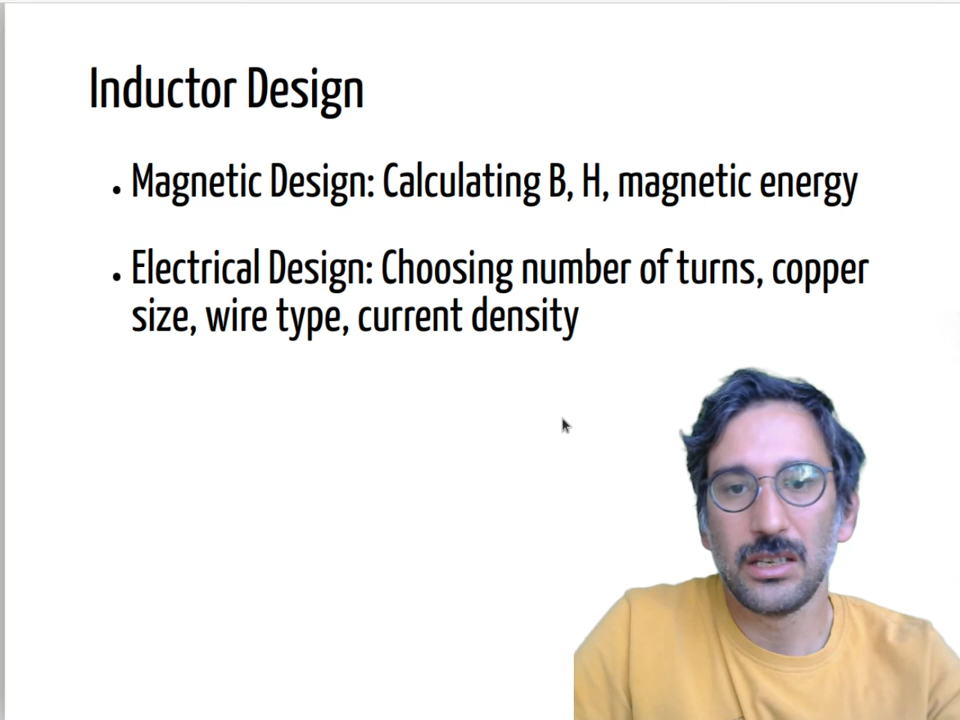 Inductor Design
• Magnetic Design: Calculating B, H, magnetic energy
• Electrical Design: Choosing number of turns, copper
size, wire type, current density